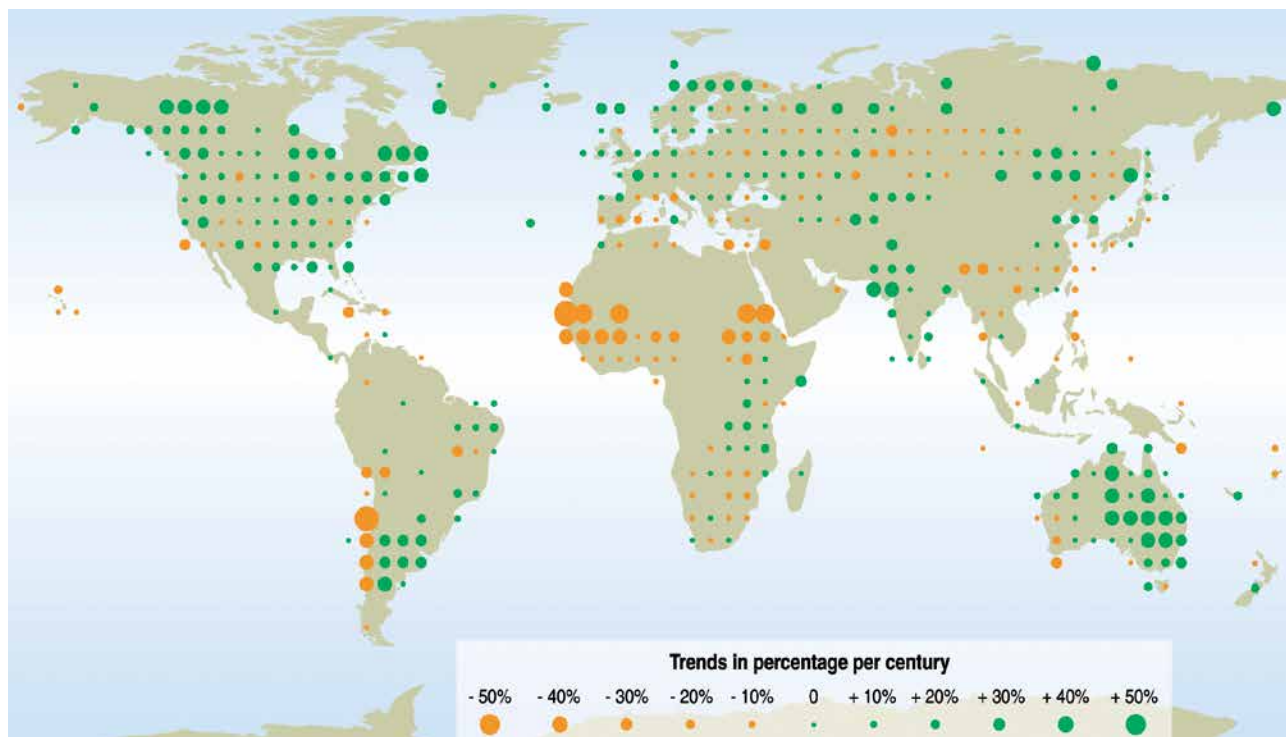 Trends in percentage per century
- 50% - 40% - 30% - 20% - 10% 0 + 10% + 20% + 30% + 40% + 50%